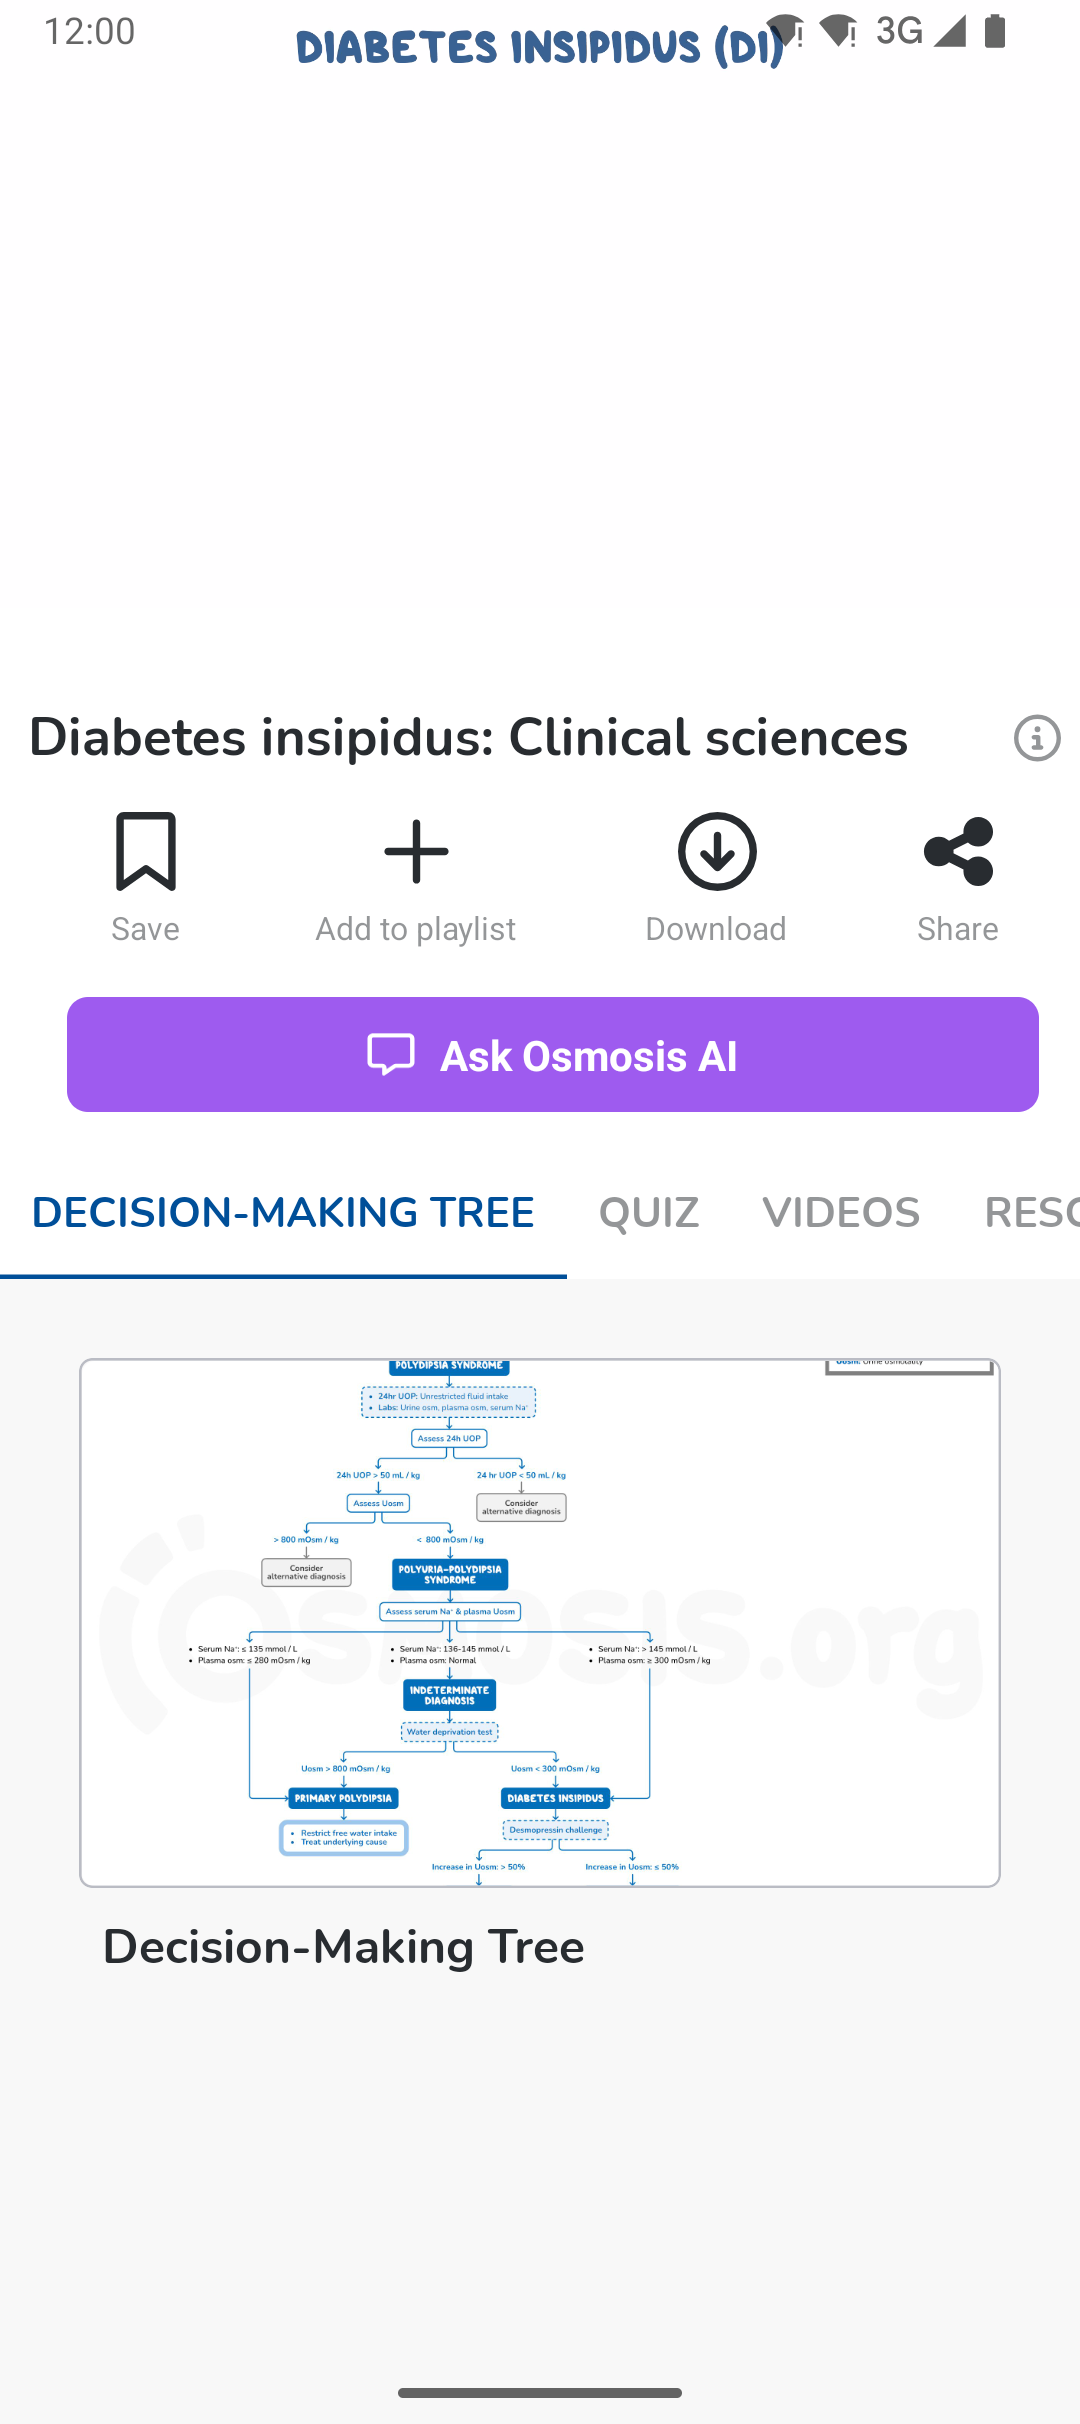 12:00
DIABETES INSIPIDUS (DI)
3G
Diabetes insipidus: Clinical sciences
Save
Add to playlist
Download
Share
Ask Osmosis AI
DECISION-MAKING TREE
QUIZ
VIDEOS
RESO
POLYDIPSIA SYNDROME
Uosm: Urine osmolality
• 24hr UOP: Unrestricted fluid intake
• Labs: Urine osm, plasma osm, serum Na⁺
Assess 24h UOP
24h UOP > 50 mL / kg
24 hr UOP < 50 mL / kg
Assess Uosm
Consider
alternative diagnosis
> 800 mOsm / kg
< 800 mOsm / kg
Consider
alternative diagnosis
POLYURIA-POLYDIPSIA
SYNDROME
Assess serum Na⁺ & plasma Uosm
• Serum Na⁺: ≤ 135 mmol / L
• Plasma osm: ≤ 280 mOsm / kg
• Serum Na⁺: 136-145 mmol / L
• Plasma osm: Normal
• Serum Na⁺: > 145 mmol / L
• Plasma osm: ≥ 300 mOsm / kg
INDETERMINATE
DIAGNOSIS
Water deprivation test
Uosm > 800 mOsm / kg
Uosm < 300 mOsm / kg
PRIMARY POLYDIPSIA
DIABETES INSIPIDUS
• Restrict free water intake
• Treat underlying cause
Desmopressin challenge
Increase in Uosm: > 50%
Increase in Uosm: ≤ 50%
OSMOSIS.org
Decision-Making Tree